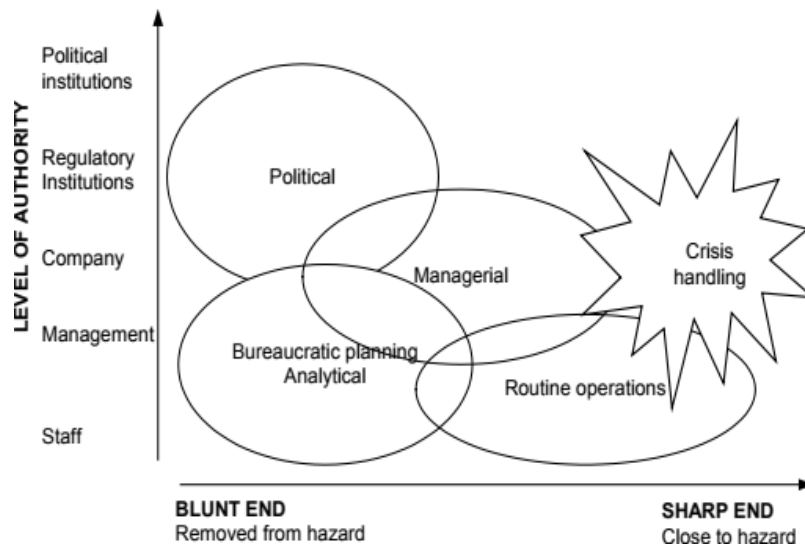 LEVEL OF AUTHORITY
Political
institutions
Regulatory
Institutions
Company
Management
Staff
Political
Managerial
Crisis
handling
Bureaucratic planning
Analytical
Routine operations
BLUNT END
Removed from hazard
SHARP END
Close to hazard